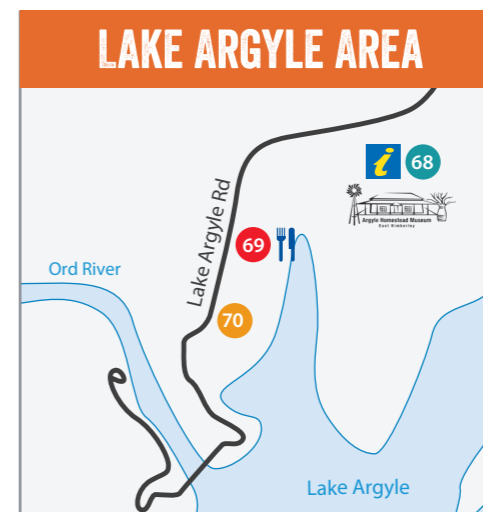 LAKE ARGYLE AREA
i 68
Argyle Homestead Museum
East Kimberley
Lake Argyle Rd
69
Ord River
70
Lake Argyle